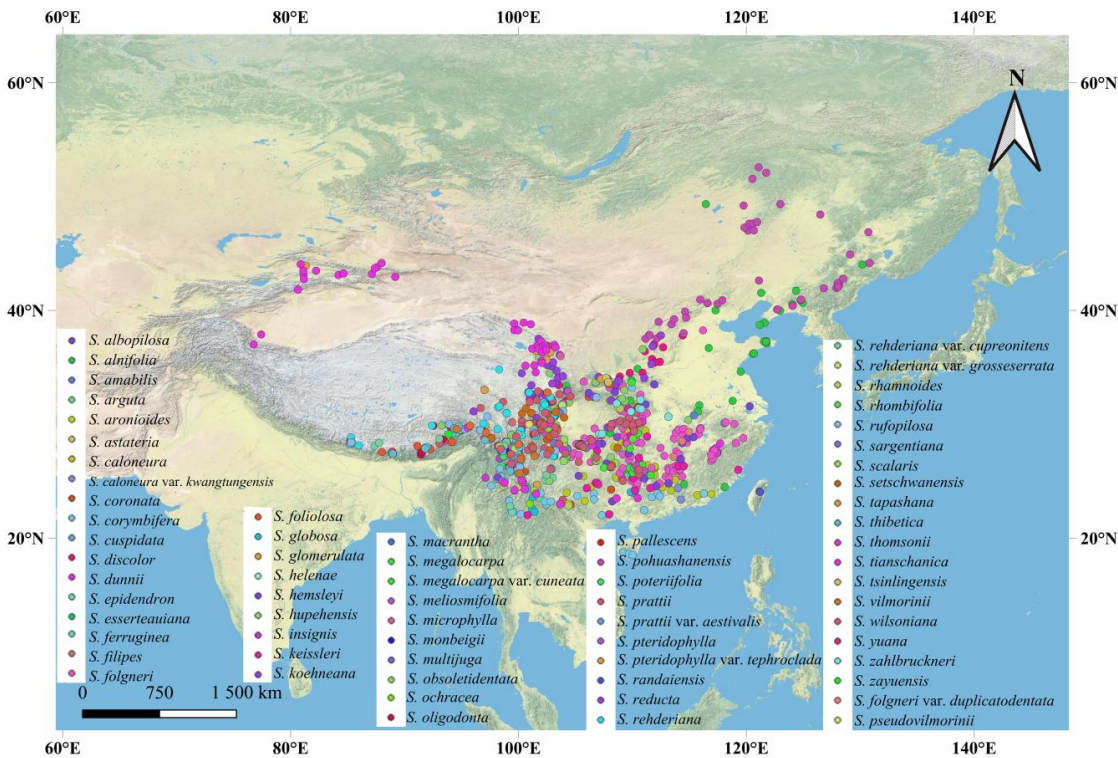 60°E 80°E 100°E 120°E 140°E
60°N 60°N
N
40°N 40°N
20°N 20°N
S. albopilosa
S. alnifolia
S. amabilis
S. arguta
S. aronioides
S. astateria
S. caloneura
S. caloneura var. kwangtungensis
S. coronata
S. corymbifera
S. cuspidata
S. discolor
S. dunnii
S. epidendron
S. esserteauiana
S. ferruginea
S. filipes
S. folgneri
S. foliolosa
S. globosa
S. glomerulata
S. helenae
S. hemsleyi
S. hupehensis
S. insignis
S. keissleri
S. koehneana
S. macrantha
S. megalocarpa
S. megalocarpa var. cuneata
S. meliosmifolia
S. microphylla
S. monbeigii
S. multijuga
S. obsoletidentata
S. ochracea
S. oligodonta
S. pallescens
S. pohuashanensis
S. poteriifolia
S. prattii
S. prattii var. aestivalis
S. pteridophylla
S. pteridophylla var. tephroclada
S. randaiensis
S. reducta
S. rehderiana
S. rehderiana var. cupreonitens
S. rehderiana var. grosseserrata
S. rhamnoides
S. rhombifolia
S. rufopilosa
S. sargentiana
S. scalaris
S. setschwanensis
S. tapashana
S. thibetica
S. thomsonii
S. tianschanica
S. tsinlingensis
S. vilmorinii
S. wilsoniana
S. yuana
S. zahlbruckneri
S. zayuensis
S. folgneri var. duplicatodentata
S. pseudovilmorinii
0 750 1 500 km
60°E 80°E 100°E 120°E 140°E